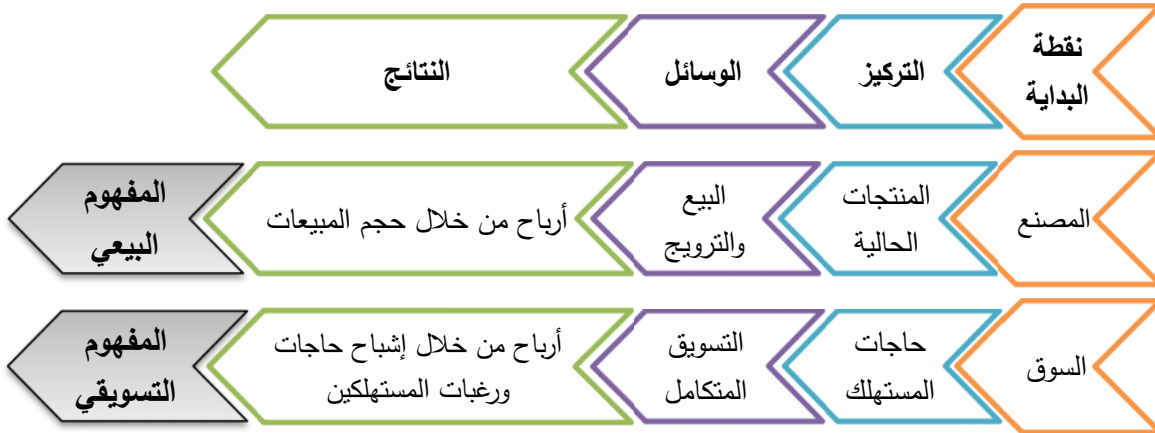 نقطة
البداية
التركيز
الوسائل
النتائج
المصنع
المنتجات
الحالية
البيع
والترويج
أرباح من خلال حجم المبيعات
المفهوم
البيعي
السوق
حاجات
المستهلك
التسويق
المتكامل
أرباح من خلال إشباح حاجات
ورغبات المستهلكين
المفهوم
التسويقي